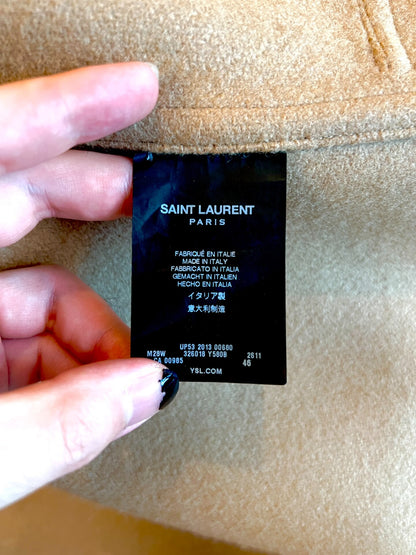 SAINT LAURENT
PARIS
FABRIQUÉ EN ITALIE
MADE IN ITALY
FABBRICATO IN ITALIA
GEMACHT IN ITALIEN
HECHO EN ITALIA
イタリア製
意大利制造
UP53 2013 00680
M28W 326018 Y580B 2611
CA 00985 46
YSL.COM